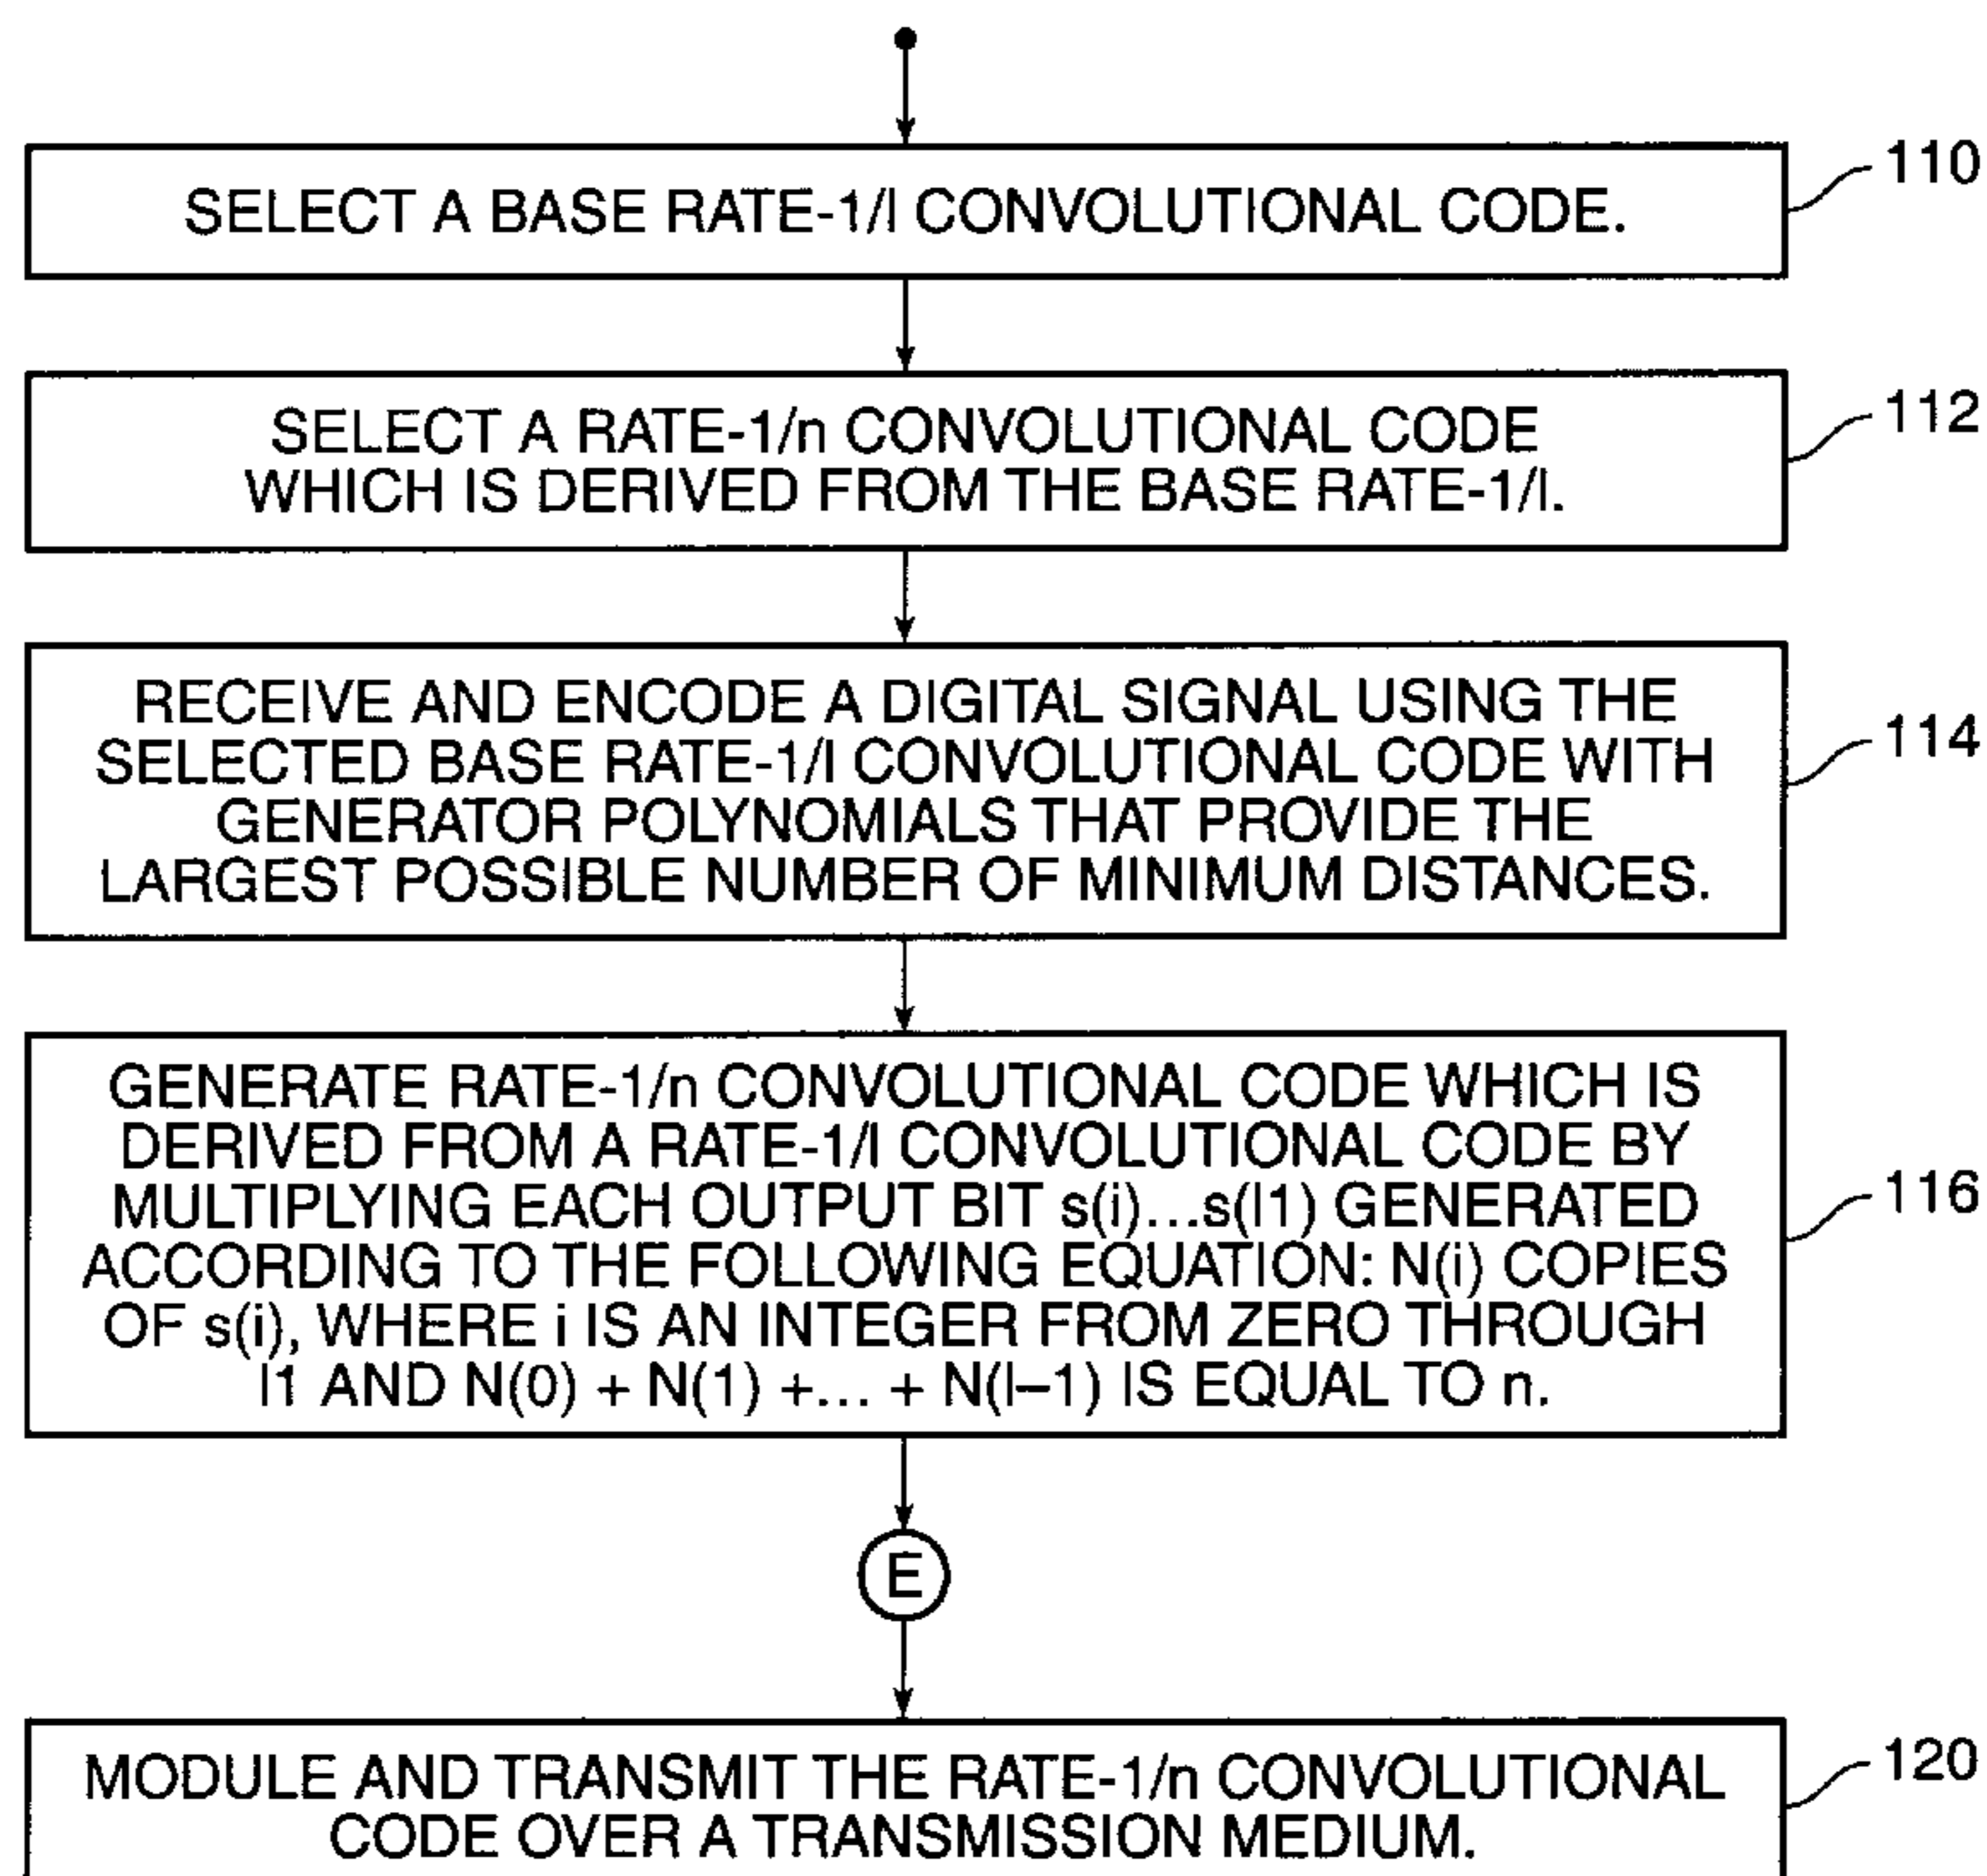 110
SELECT A BASE RATE-1/l CONVOLUTIONAL CODE.
112
SELECT A RATE-1/n CONVOLUTIONAL CODE
WHICH IS DERIVED FROM THE BASE RATE-1/l.
RECEIVE AND ENCODE A DIGITAL SIGNAL USING THE
SELECTED BASE RATE-1/l CONVOLUTIONAL CODE WITH
GENERATOR POLYNOMIALS THAT PROVIDE THE
LARGEST POSSIBLE NUMBER OF MINIMUM DISTANCES.
114
GENERATE RATE-1/n CONVOLUTIONAL CODE WHICH IS
DERIVED FROM A RATE-1/l CONVOLUTIONAL CODE BY
MULTIPLYING EACH OUTPUT BIT s(i)...s(l1) GENERATED
ACCORDING TO THE FOLLOWING EQUATION: N(i) COPIES
OF s(i), WHERE i IS AN INTEGER FROM ZERO THROUGH
l1 AND N(0) + N(1) +... + N(l–1) IS EQUAL TO n.
116
E
MODULE AND TRANSMIT THE RATE-1/n CONVOLUTIONAL
CODE OVER A TRANSMISSION MEDIUM.
120